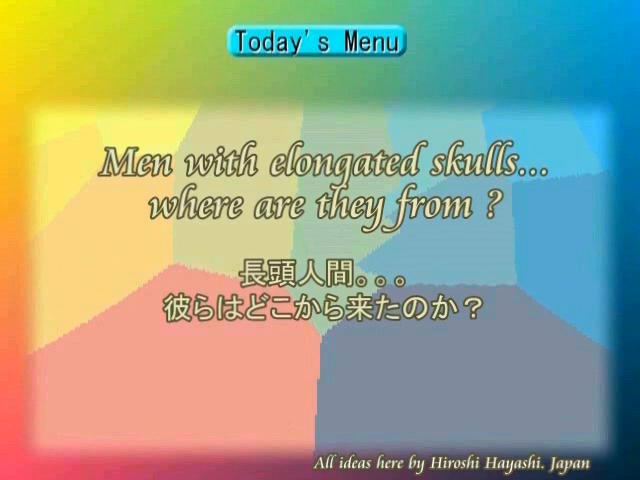 Today's Menu
Men with elongated skulls...
where are they from ?
長頭人間。。。
彼らはどこから来たのか？
All ideas here by Hiroshi Hayashi. Japan